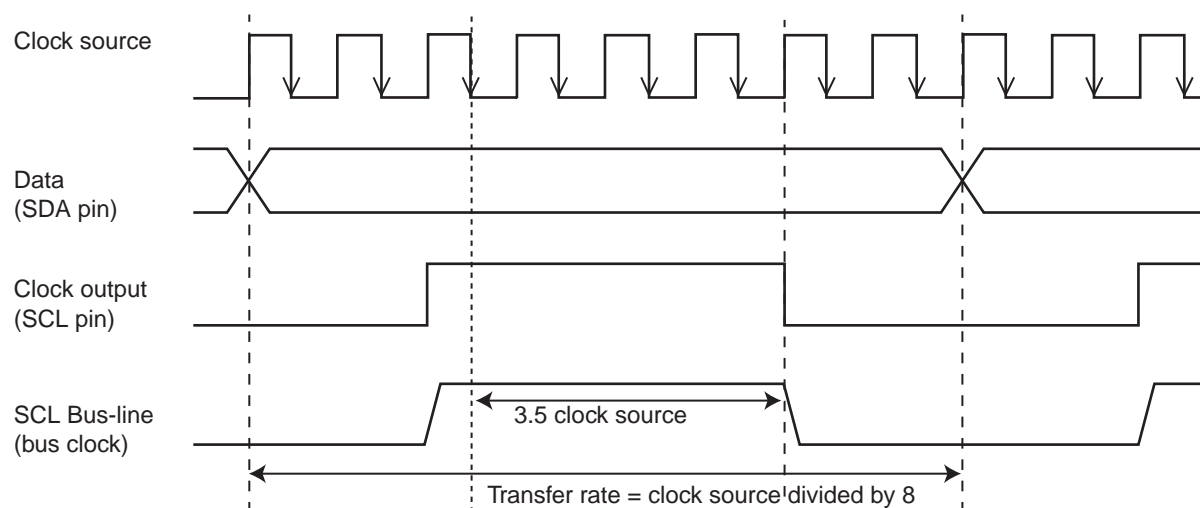 Clock source
Data
(SDA pin)
Clock output
(SCL pin)
SCL Bus-line
(bus clock)
3.5 clock source
Transfer rate = clock source divided by 8